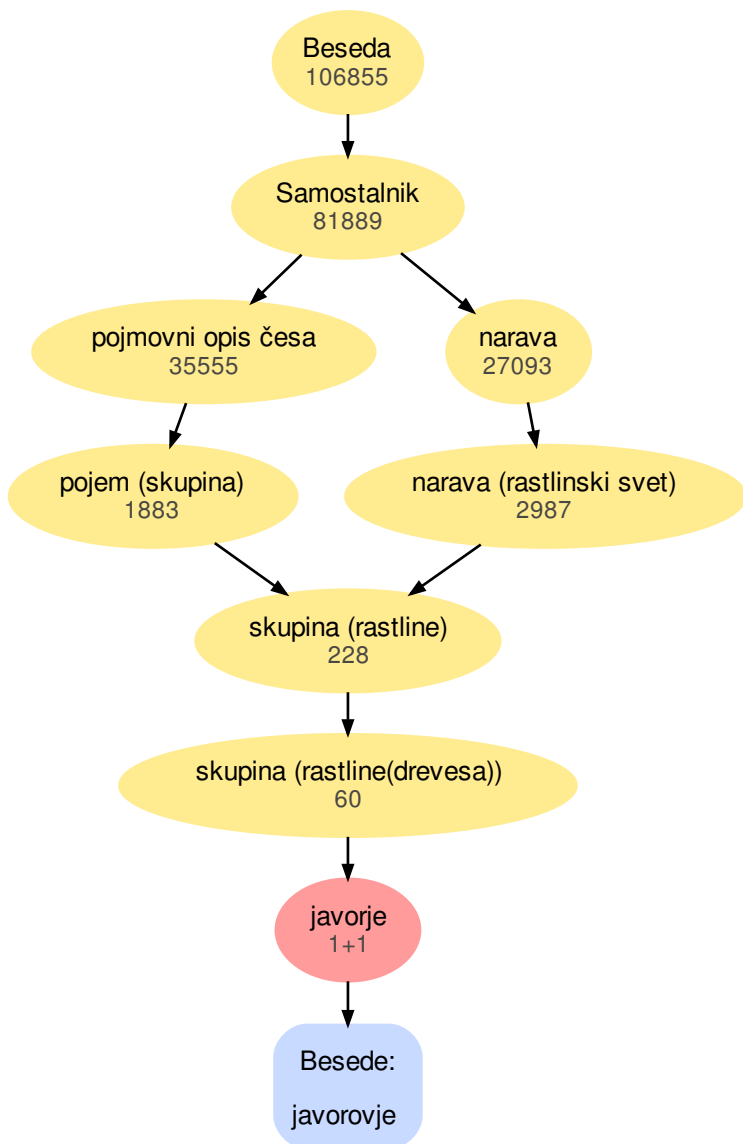 Beseda
106855
Samostalnik
81889
pojmovni opis česa
35555
narava
27093
pojem (skupina)
1883
narava (rastlinski svet)
2987
skupina (rastline)
228
skupina (rastline(drevesa))
60
javorje
1+1
Besede:
javorovje